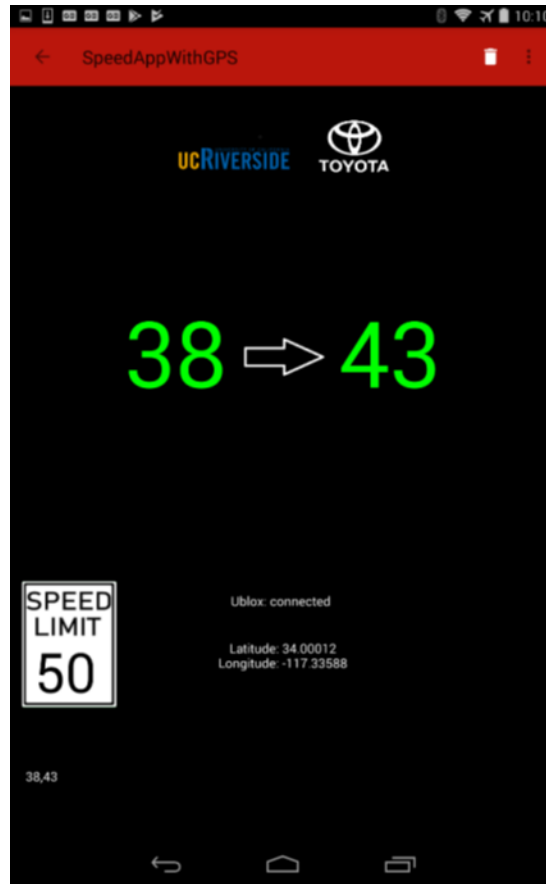 10:10
SpeedAppWithGPS
UCRIVERSIDE
TOYOTA
38 43
SPEED
LIMIT
50
Ublox: connected
Latitude: 34.00012
Longitude: -117.33588
38,43